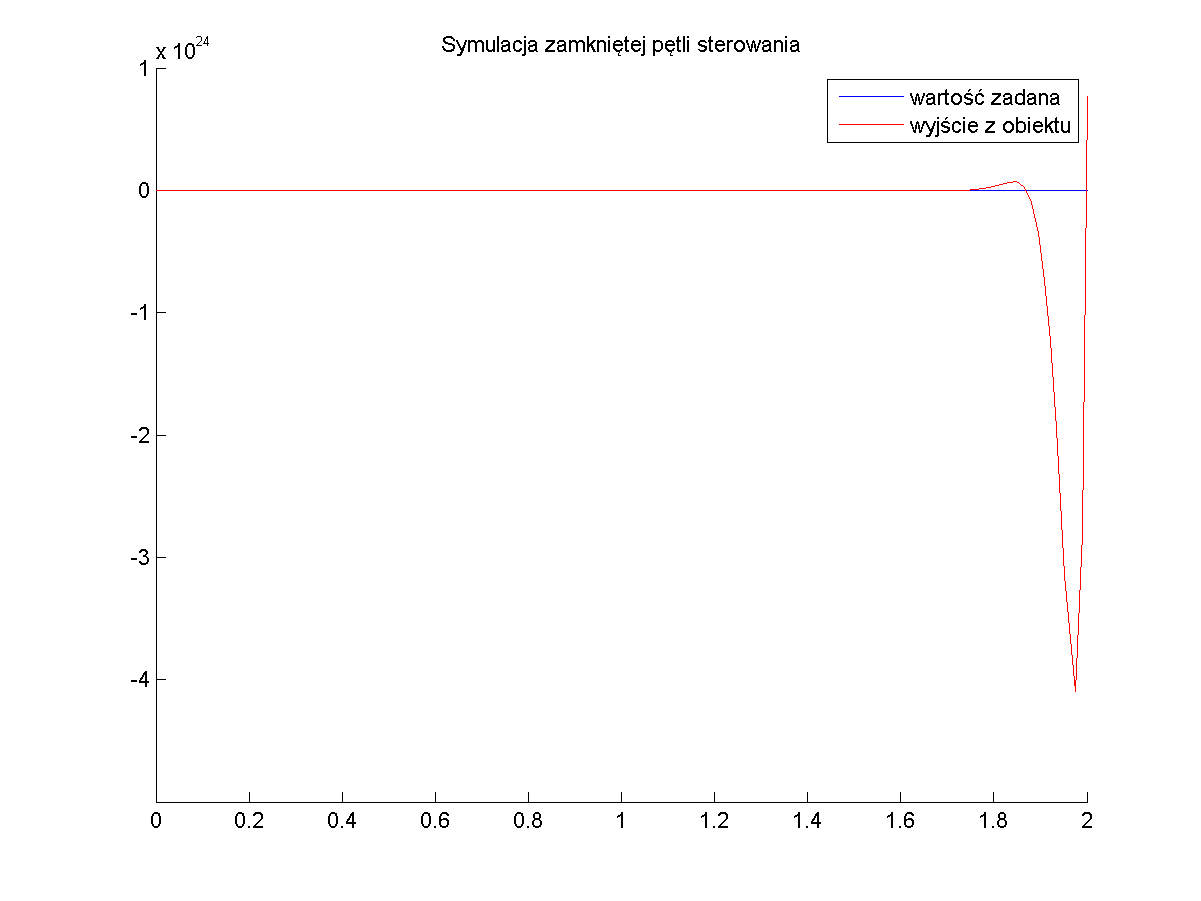 Symulacja zamkniętej pętli sterowania
x 10^24
wartość zadana
wyjście z obiektu
1
0
-1
-2
-3
-4
0 0.2 0.4 0.6 0.8 1 1.2 1.4 1.6 1.8 2